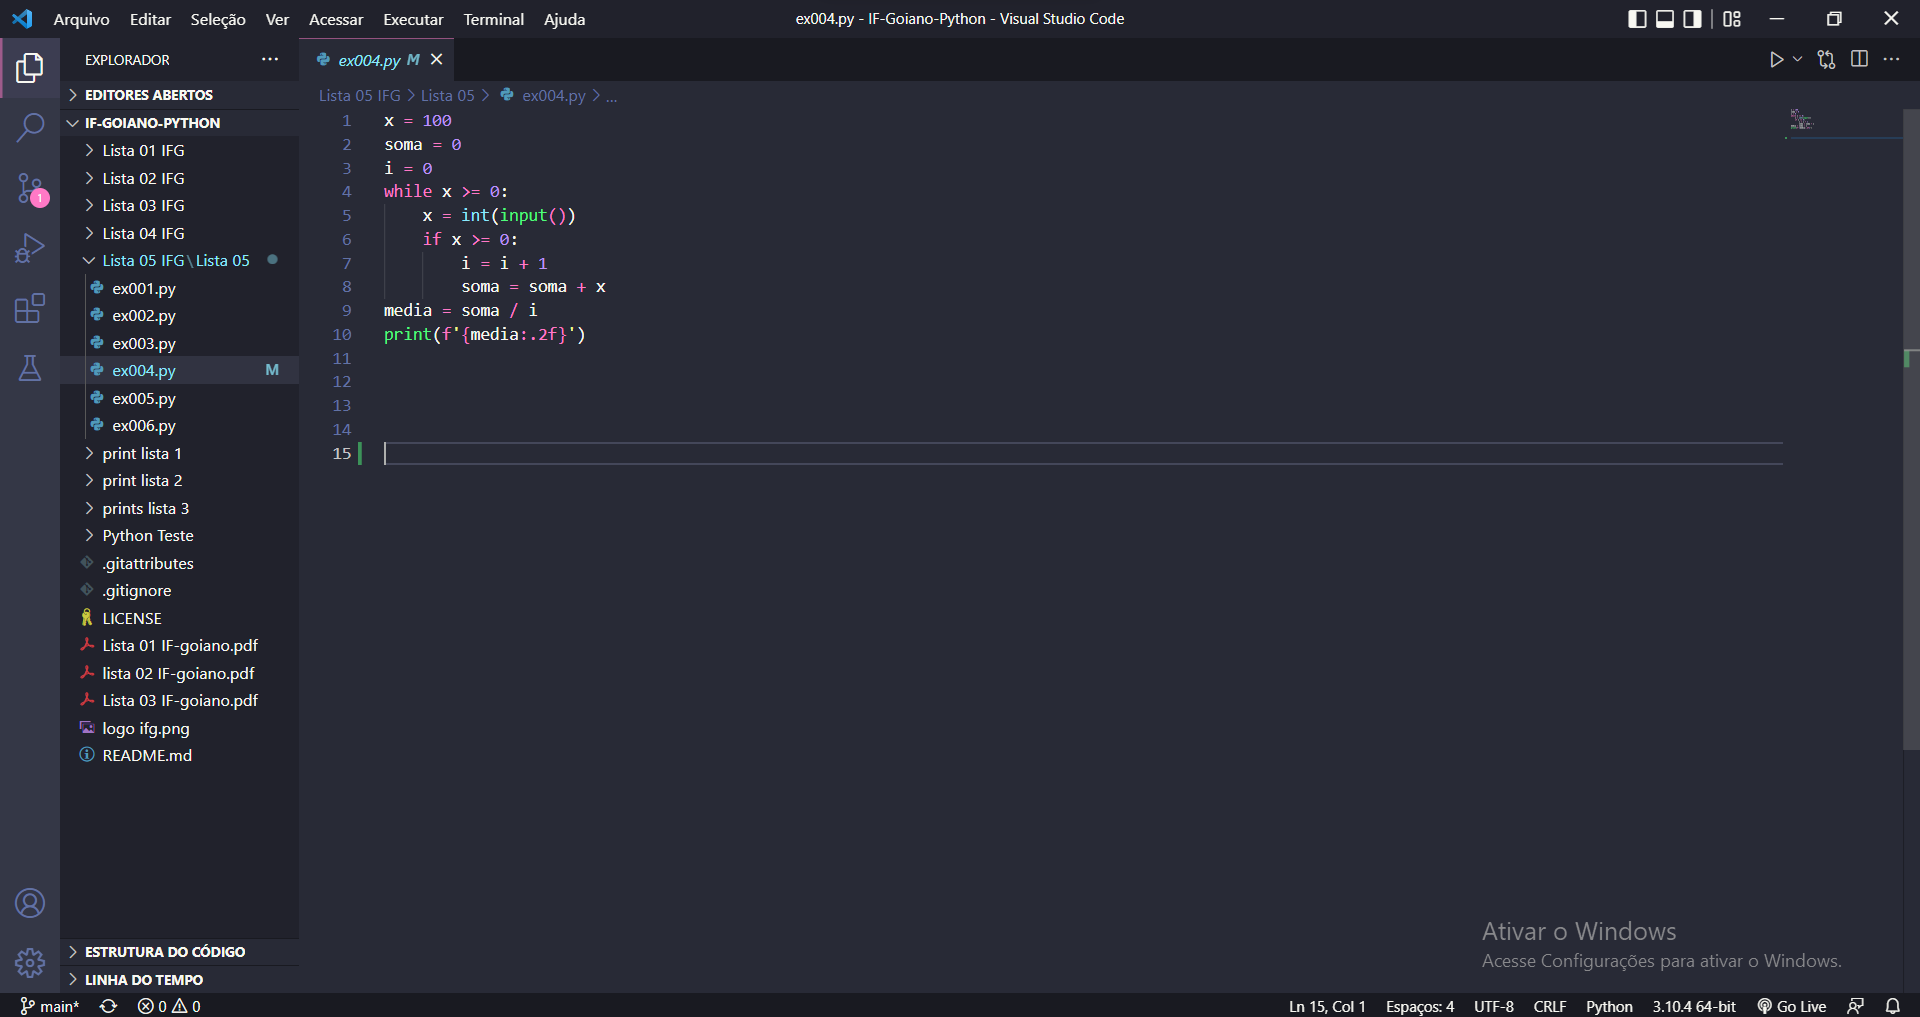 Arquivo Editar Seleção Ver Acessar Executar Terminal Ajuda
ex004.py - IF-Goiano-Python - Visual Studio Code
EXPLORADOR
ex004.py M
EDITORES ABERTOS
Lista 05 IFG > Lista 05 > ex004.py > ...
IF-GOIANO-PYTHON
Lista 01 IFG
Lista 02 IFG
Lista 03 IFG
Lista 04 IFG
Lista 05 IFG\Lista 05
ex001.py
ex002.py
ex003.py
ex004.py M
ex005.py
ex006.py
print lista 1
print lista 2
prints lista 3
Python Teste
.gitattributes
.gitignore
LICENSE
Lista 01 IF-goiano.pdf
lista 02 IF-goiano.pdf
Lista 03 IF-goiano.pdf
logo ifg.png
README.md
ESTRUTURA DO CÓDIGO
LINHA DO TEMPO
1
1 x = 100
2 soma = 0
3 i = 0
4 while x >= 0:
5 x = int(input())
6 if x >= 0:
7 i = i + 1
8 soma = soma + x
9 media = soma / i
10 print(f'{media:.2f}')
11
12
13
14
15
Ativar o Windows
Acesse Configurações para ativar o Windows.
main* 0 0
Ln 15, Col 1 Espaços: 4 UTF-8 CRLF Python 3.10.4 64-bit Go Live